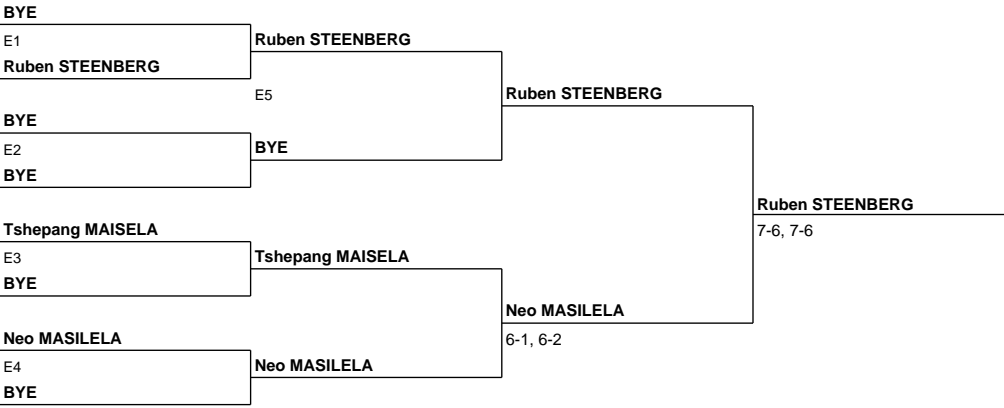 BYE
E1
Ruben STEENBERG
BYE
E2
BYE
Tshepang MAISELA
E3
BYE
Neo MASILELA
E4
BYE
Ruben STEENBERG
E5
BYE
Tshepang MAISELA
Neo MASILELA
Ruben STEENBERG
Neo MASILELA
6-1, 6-2
Ruben STEENBERG
7-6, 7-6